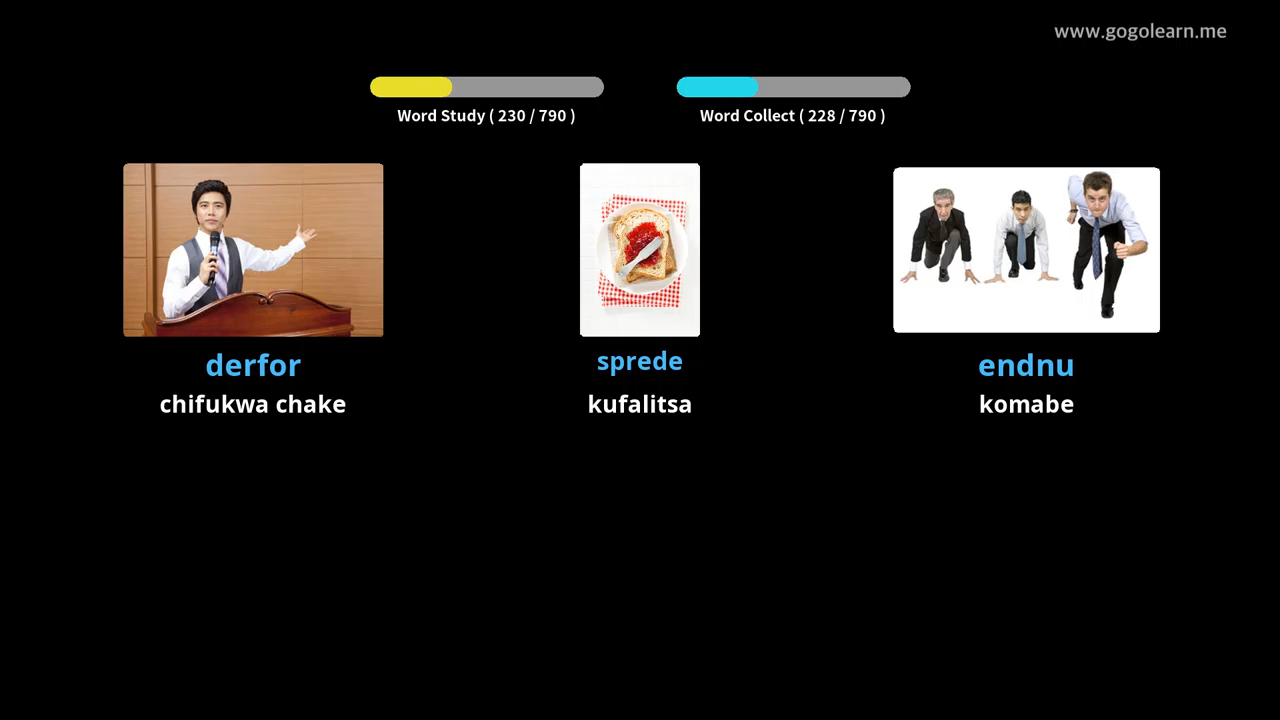 www.gogolearn.me
Word Study ( 230 / 790 )
Word Collect ( 228 / 790 )
derfor
chifukwa chake
sprede
kufalitsa
endnu
komabe